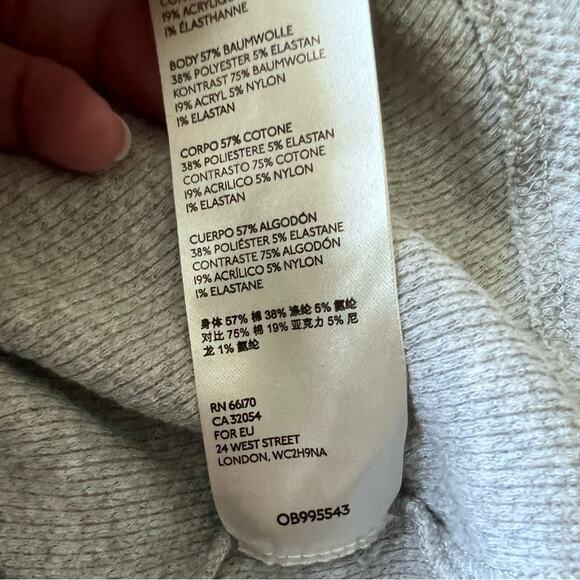 19% ACRYLIQUE
1% ÉLASTHANNE
BODY 57% BAUMWOLLE
38% POLYESTER 5% ELASTAN
KONTRAST 75% BAUMWOLLE
19% ACRYL 5% NYLON
1% ELASTAN
CORPO 57% COTONE
38% POLIESTERE 5% ELASTAN
CONTRASTO 75% COTONE
19% ACRILICO 5% NYLON
1% ELASTAN
CUERPO 57% ALGODÓN
38% POLIÉSTER 5% ELASTANE
CONTRASTE 75% ALGODÓN
19% ACRÍLICO 5% NYLON
1% ELASTANE
身体 57% 棉 38% 涤纶 5% 氨纶
对比 75% 棉 19% 亚克力 5% 尼
龙 1% 氨纶
RN 66170
CA 32054
FOR EU
24 WEST STREET
LONDON, WC2H9NA
OB995543